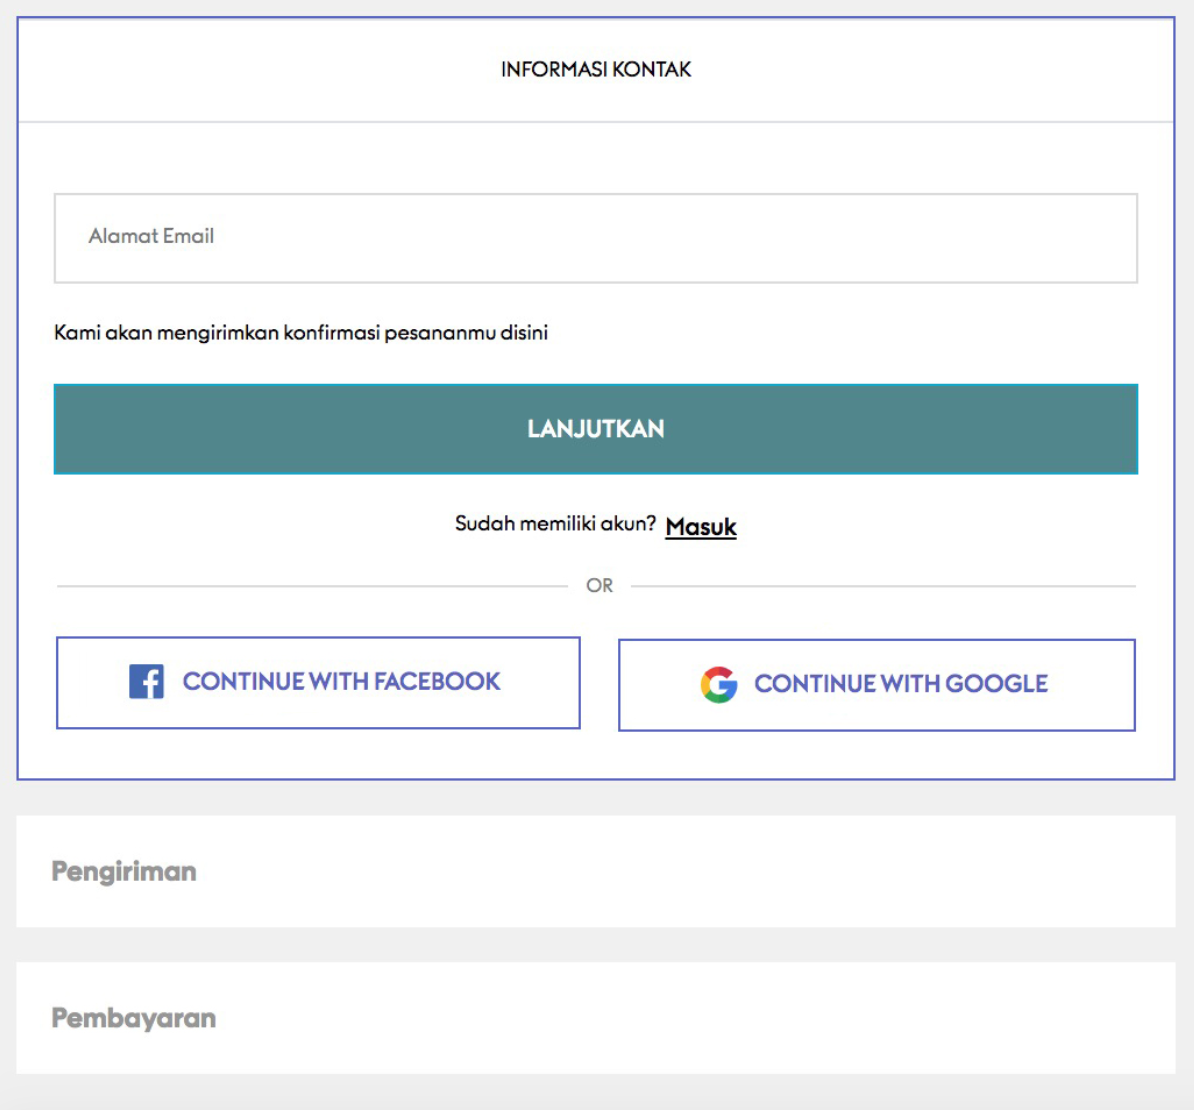 INFORMASI KONTAK
Alamat Email
Kami akan mengirimkan konfirmasi pesananmu disini
LANJUTKAN
Sudah memiliki akun? Masuk
OR
CONTINUE WITH FACEBOOK
CONTINUE WITH GOOGLE
Pengiriman
Pembayaran